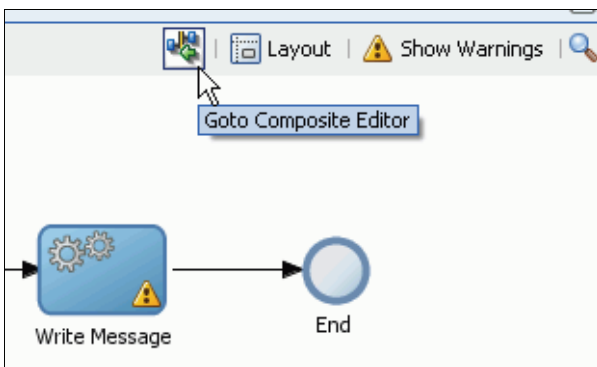 Layout
Show Warnings
Goto Composite Editor
Write Message
End